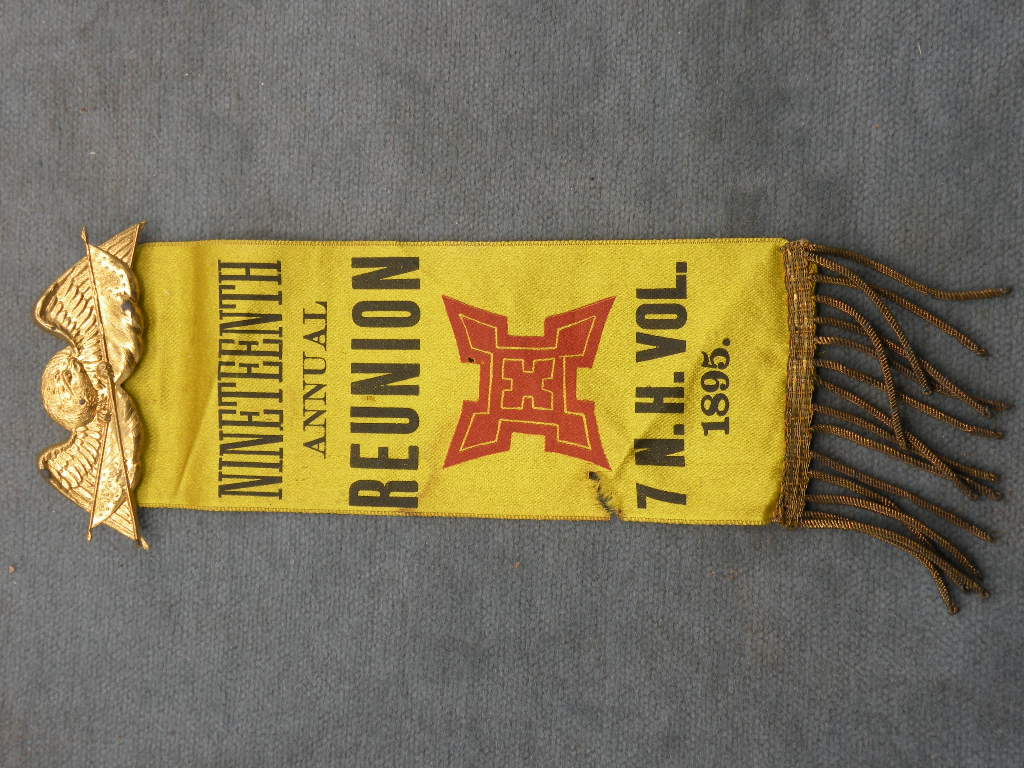 NINETEENTH
ANNUAL
REUNION
7 N.H. VOL.
1895.